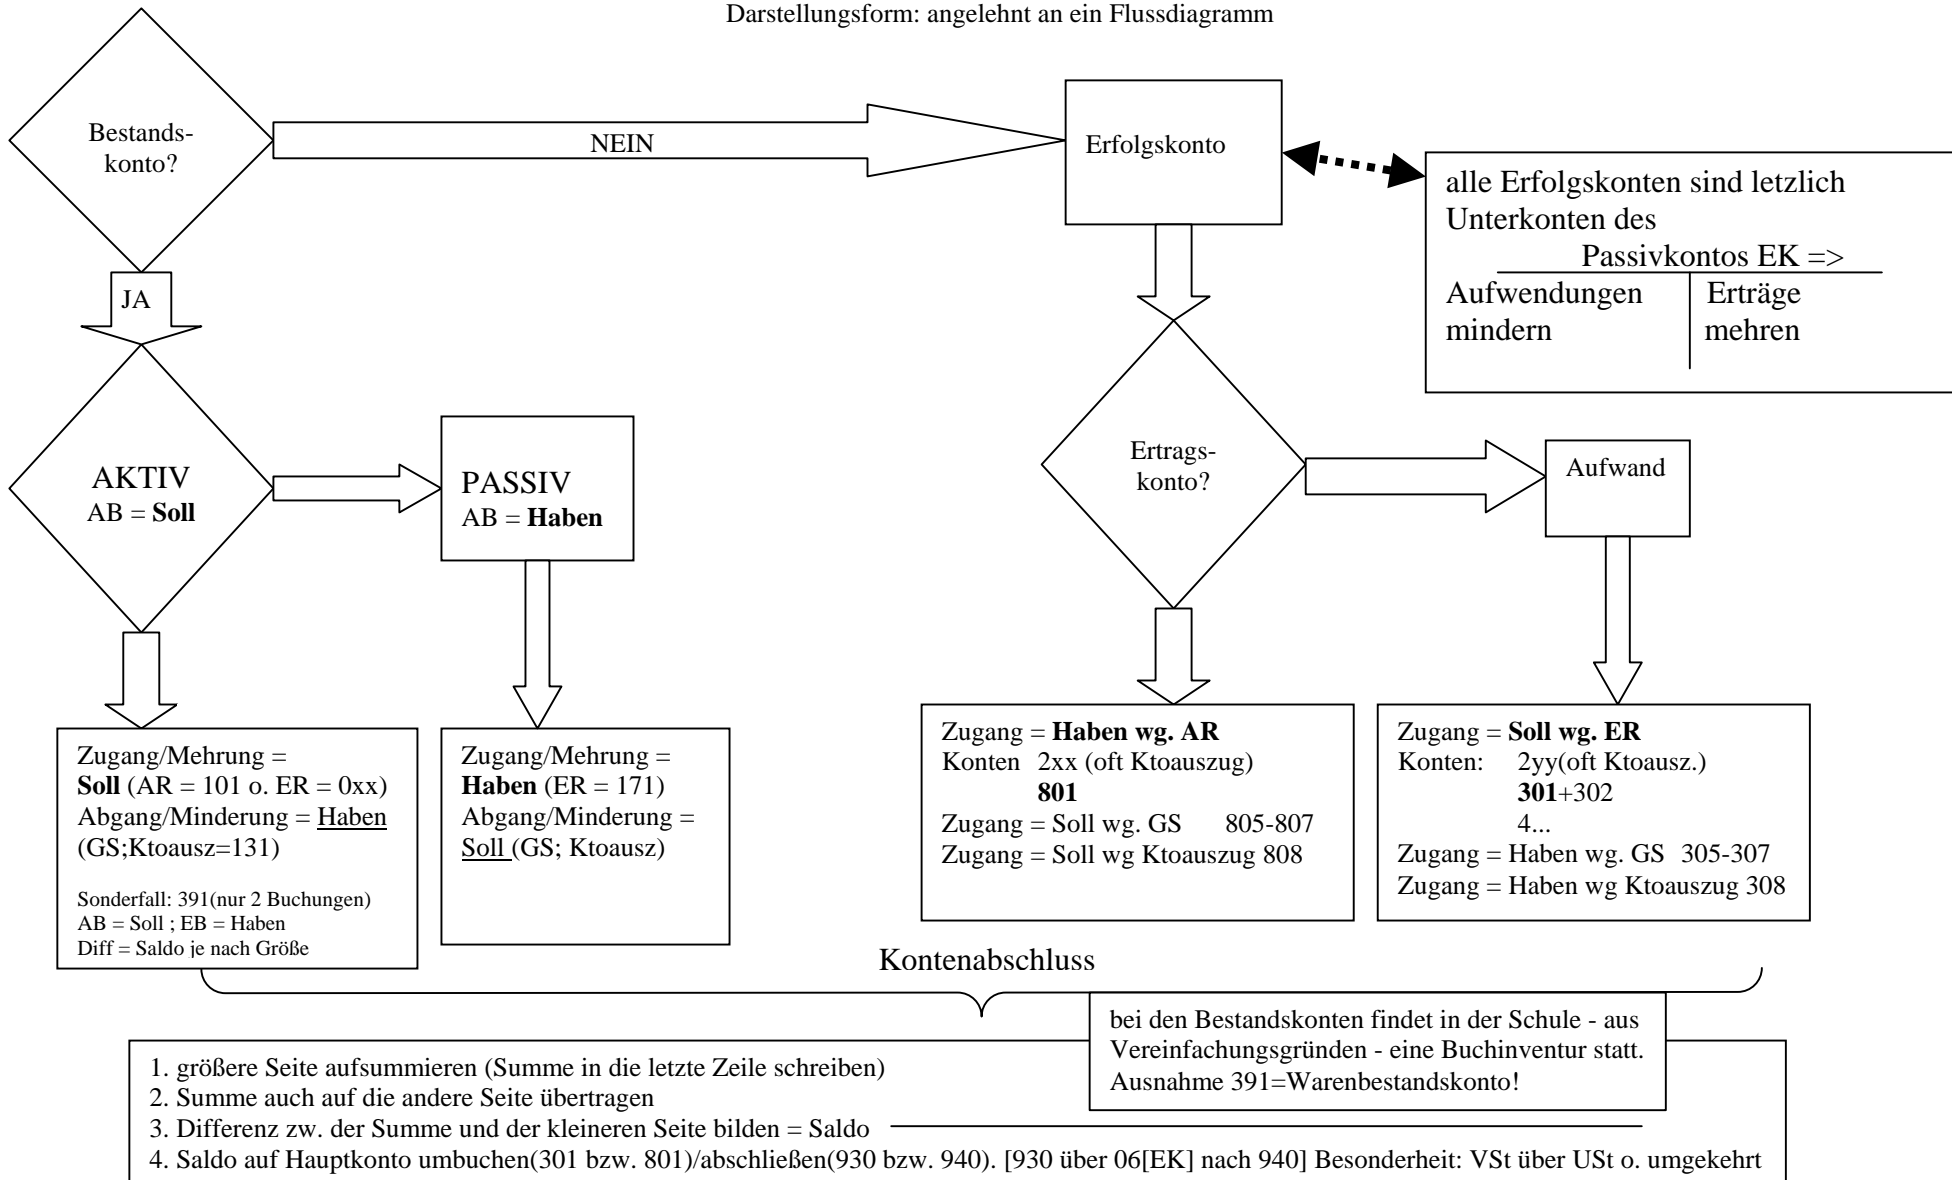 Darstellungsform: angelehnt an ein Flussdiagramm
Bestands-
konto?
NEIN
Erfolgskonto
alle Erfolgskonten sind letzlich
Unterkonten des
Passivkontos EK =>
Aufwendungen
mindern
Erträge
mehren
JA
AKTIV
AB = Soll
PASSIV
AB = Haben
Ertrags-
konto?
Aufwand
Zugang/Mehrung =
Soll (AR = 101 o. ER = 0xx)
Abgang/Minderung = Haben
(GS;Ktoausz=131)
Sonderfall: 391(nur 2 Buchungen)
AB = Soll ; EB = Haben
Diff = Saldo je nach Größe
Zugang/Mehrung =
Haben (ER = 171)
Abgang/Minderung =
Soll (GS; Ktoausz)
Zugang = Haben wg. AR
Konten 2xx (oft Ktoauszug)
801
Zugang = Soll wg. GS 805-807
Zugang = Soll wg Ktoauszug 808
Zugang = Soll wg. ER
Konten: 2yy(oft Ktoausz.)
301+302
4...
Zugang = Haben wg. GS 305-307
Zugang = Haben wg Ktoauszug 308
Kontenabschluss
bei den Bestandskonten findet in der Schule - aus
Vereinfachungsgründen - eine Buchinventur statt.
Ausnahme 391=Warenbestandskonto!
1. größere Seite aufsummieren (Summe in die letzte Zeile schreiben)
2. Summe auch auf die andere Seite übertragen
3. Differenz zw. der Summe und der kleineren Seite bilden = Saldo
4. Saldo auf Hauptkonto umbuchen(301 bzw. 801)/abschließen(930 bzw. 940). [930 über 06[EK] nach 940] Besonderheit: VSt über USt o. umgekehrt